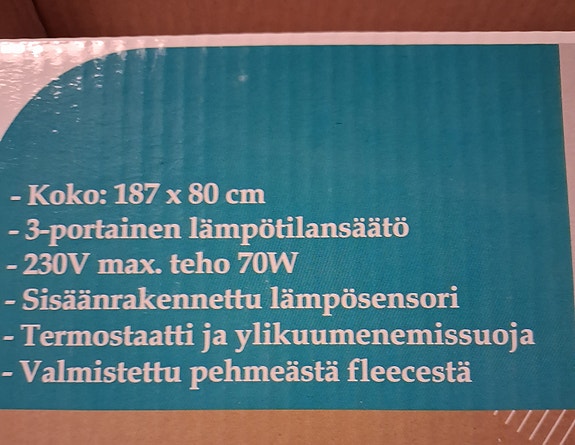 - Koko: 187 x 80 cm
- 3-portainen lämpötilansäätö
- 230V max. teho 70W
- Sisäänrakennettu lämpösensori
- Termostaatti ja ylikuumenemissuoja
- Valmistettu pehmeästä fleecestä